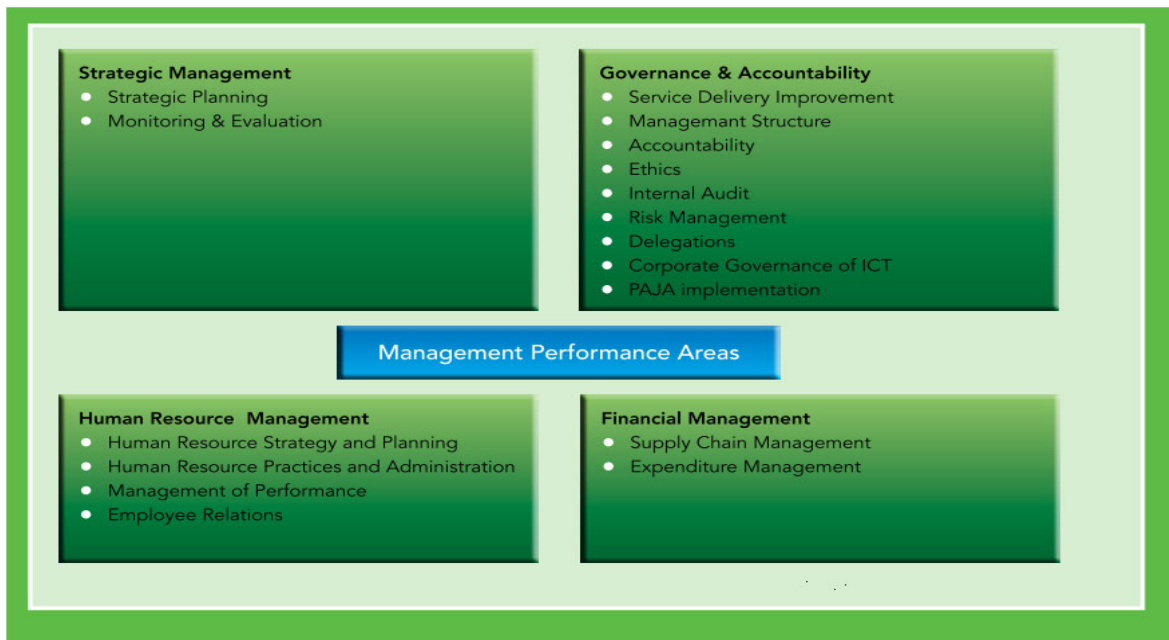 Strategic Management
Strategic Planning
Monitoring & Evaluation
Governance & Accountability
Service Delivery Improvement
Managemant Structure
Accountability
Ethics
Internal Audit
Risk Management
Delegations
Corporate Governance of ICT
PAJA implementation
Management Performance Areas
Human Resource  Management
Human Resource Strategy and Planning
Human Resource Practices and Administration
Management of Performance
Employee Relations
Financial Management
Supply Chain Management
Expenditure Management